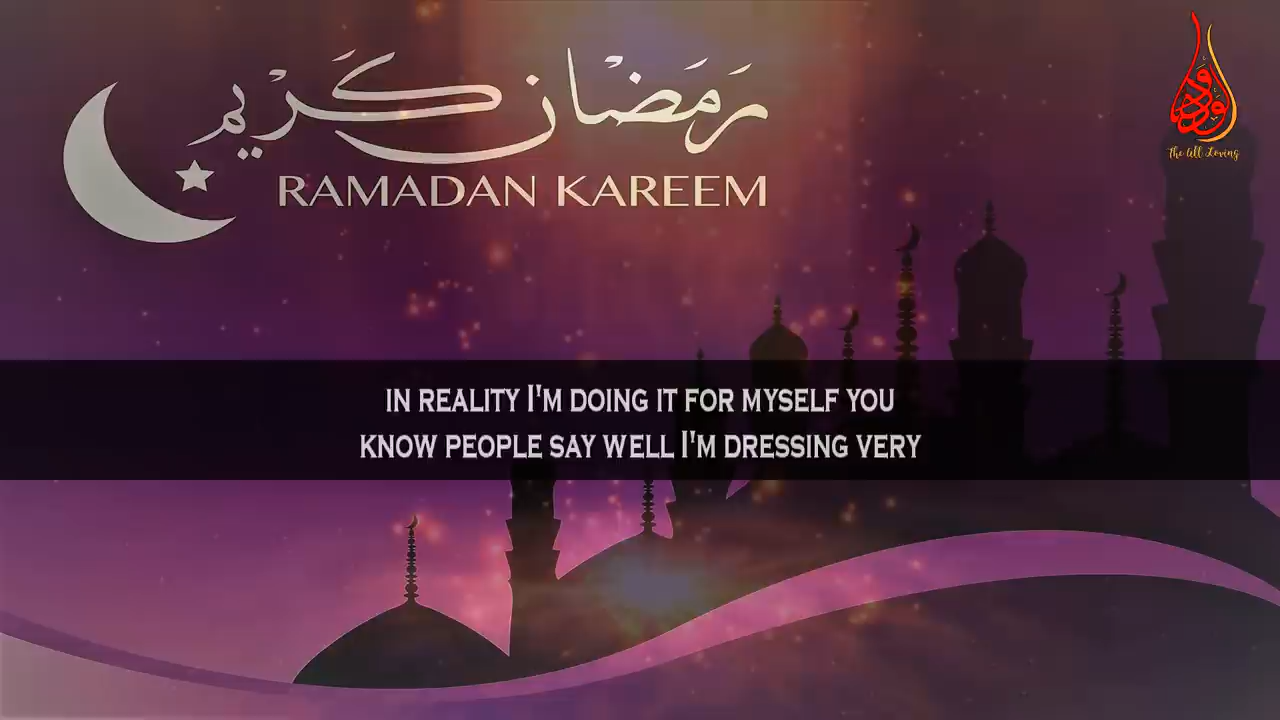 رَمَضَان كَرْيم
RAMADAN KAREEM
الودود
The All Loving
IN REALITY I'M DOING IT FOR MYSELF YOU
KNOW PEOPLE SAY WELL I'M DRESSING VERY